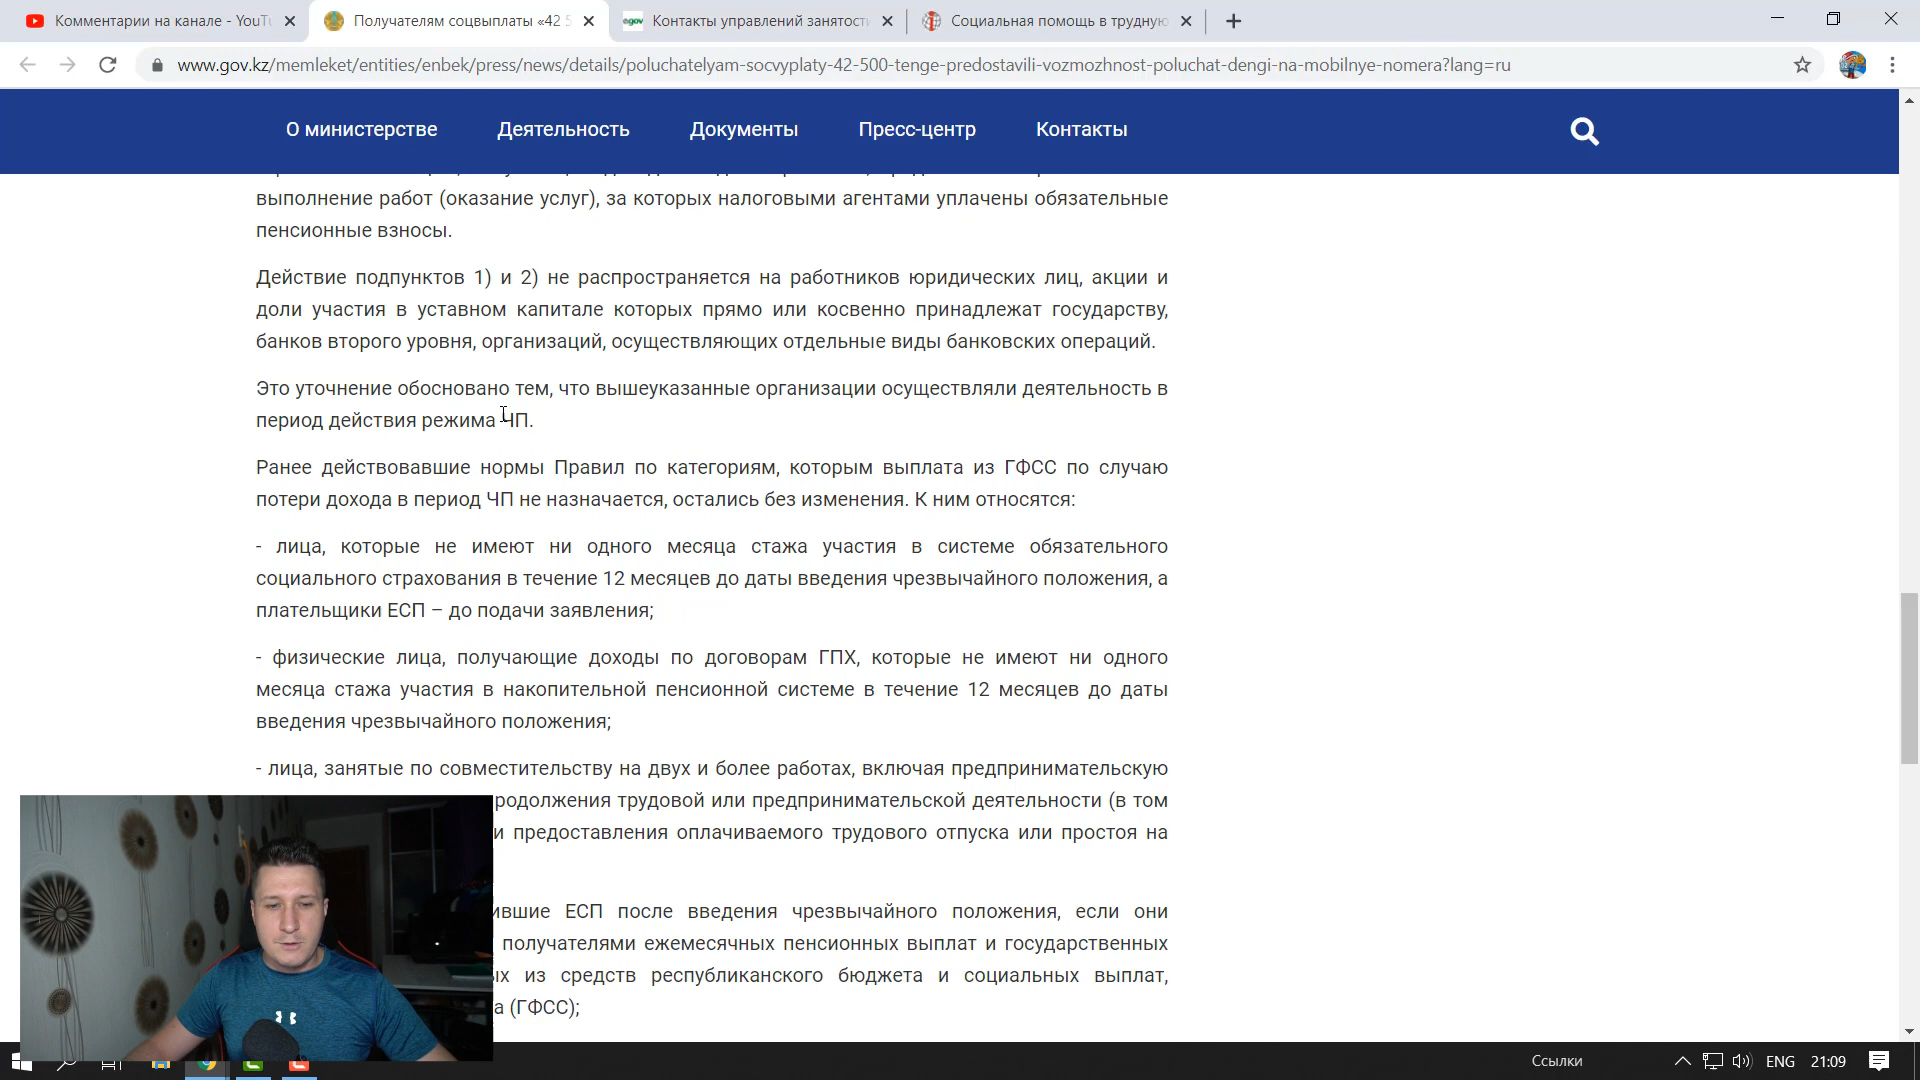 Комментарии на канале - YouTu
Получателям соцвыплаты «42 5
egov Контакты управлений занятости
Социальная помощь в трудную
www.gov.kz/memleket/entities/enbek/press/news/details/poluchatelyam-socvyplaty-42-500-tenge-predostavili-vozmozhnost-poluchat-dengi-na-mobilnye-nomera?lang=ru
О министерстве Деятельность Документы Пресс-центр Контакты
выполнение работ (оказание услуг), за которых налоговыми агентами уплачены обязательные
пенсионные взносы.
Действие подпунктов 1) и 2) не распространяется на работников юридических лиц, акции и
доли участия в уставном капитале которых прямо или косвенно принадлежат государству,
банков второго уровня, организаций, осуществляющих отдельные виды банковских операций.
Это уточнение обосновано тем, что вышеуказанные организации осуществляли деятельность в
период действия режима ЧП.
Ранее действовавшие нормы Правил по категориям, которым выплата из ГФСС по случаю
потери дохода в период ЧП не назначается, остались без изменения. К ним относятся:
- лица, которые не имеют ни одного месяца стажа участия в системе обязательного
социального страхования в течение 12 месяцев до даты введения чрезвычайного положения, а
плательщики ЕСП – до подачи заявления;
- физические лица, получающие доходы по договорам ГПХ, которые не имеют ни одного
месяца стажа участия в накопительной пенсионной системе в течение 12 месяцев до даты
введения чрезвычайного положения;
- лица, занятые по совместительству на двух и более работах, включая предпринимательскую
родолжения трудовой или предпринимательской деятельности (в том
и предоставления оплачиваемого трудового отпуска или простоя на
ившие ЕСП после введения чрезвычайного положения, если они
получателями ежемесячных пенсионных выплат и государственных
ых из средств республиканского бюджета и социальных выплат,
а (ГФСС);
Ссылки ENG 21:09